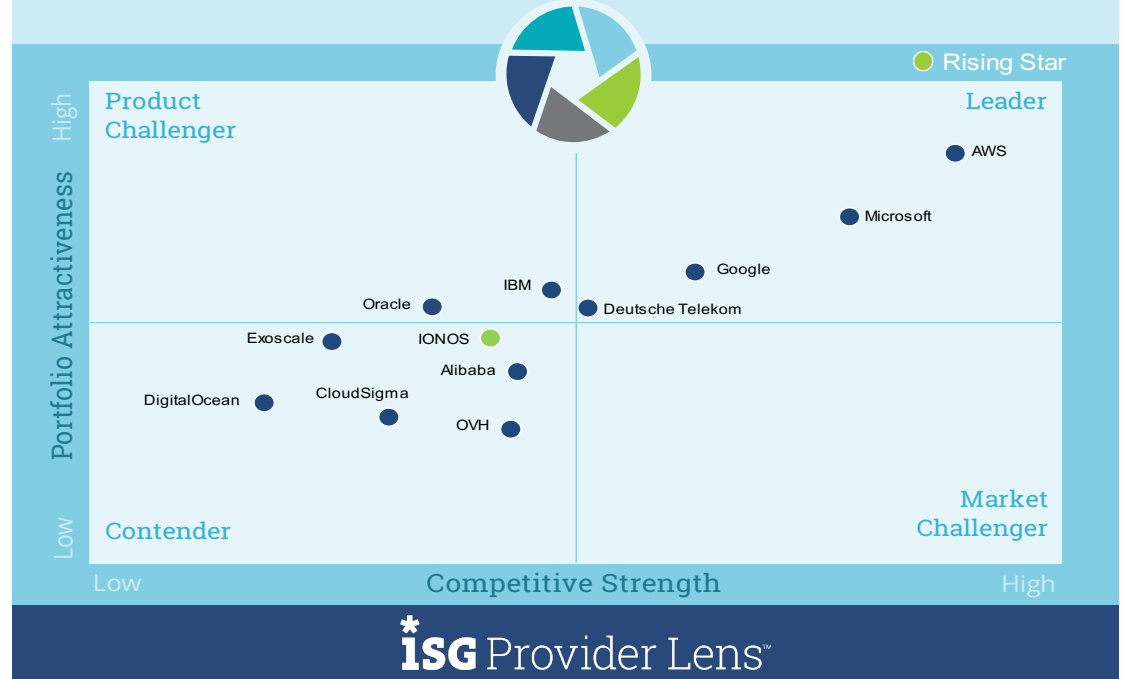 Rising Star
Product
Challenger
Leader
High
Portfolio Attractiveness
Low
AWS
Microsoft
Google
IBM
Deutsche Telekom
Oracle
Exoscale
IONOS
Alibaba
DigitalOcean
CloudSigma
OVH
Contender
Market
Challenger
Low
Competitive Strength
High
ISG Provider Lens™